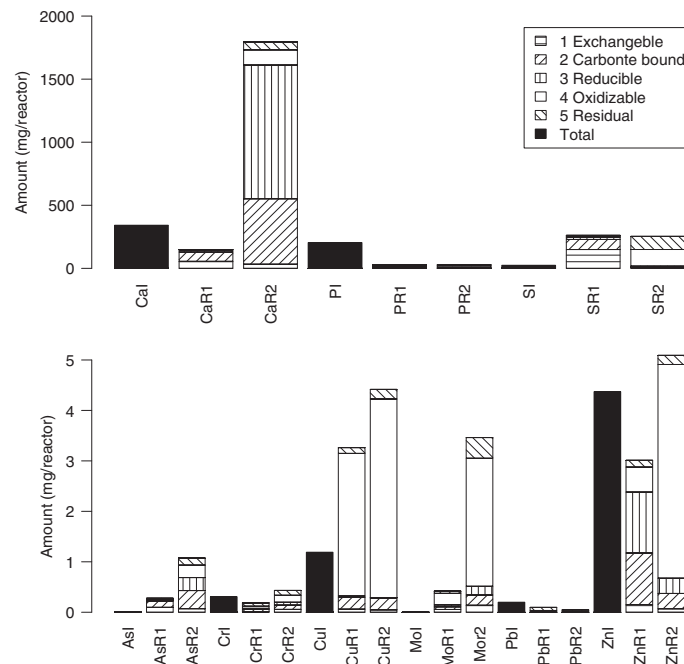 2000
1500
1000
500
0
Amount (mg/reactor)
1 Exchangeble
2 Carbonte bound
3 Reducible
4 Oxidizable
5 Residual
Total
CaI CaR1 CaR2 PI PR1 PR2 SI SR1 SR2
5
4
3
2
1
0
Amount (mg/reactor)
AsI AsR1 AsR2 CrI CrR1 CrR2 CuI CuR1 CuR2 MoI MoR1 Mor2 PbI PbR1 PbR2 ZnI ZnR1 ZnR2